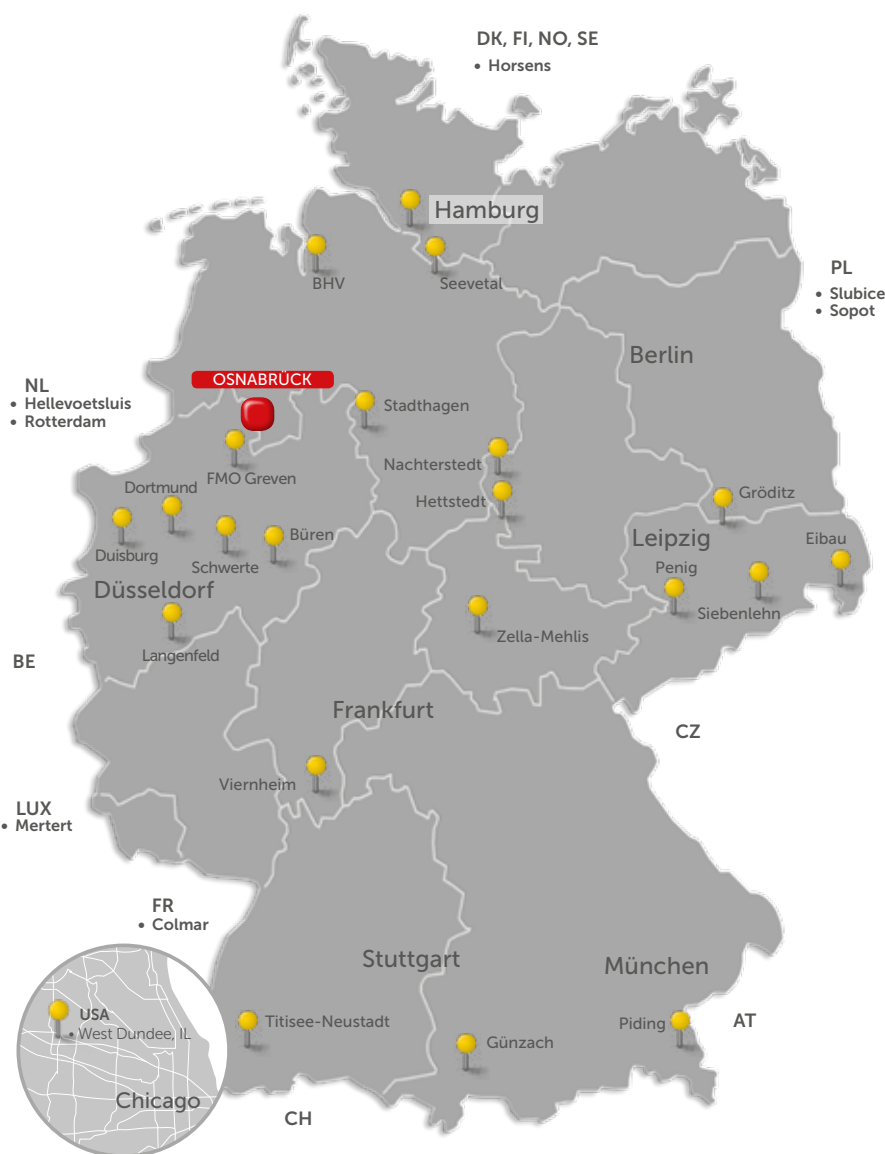 DK, FI, NO, SE
• Horsens
Hamburg
BHV
Seevetal
PL
• Slubice
• Sopot
Berlin
OSNABRÜCK
NL
• Hellevoetsluis
• Rotterdam
Stadthagen
FMO Greven
Nachterstedt
Hettstedt
Dortmund
Gröditz
Duisburg
Schwerte
Büren
Leipzig
Eibau
Penig
Siebenlehn
Düsseldorf
Zella-Mehlis
Langenfeld
BE
Frankfurt
CZ
Viernheim
LUX
• Mertert
FR
• Colmar
Stuttgart
München
USA
• West Dundee, IL
Titisee-Neustadt
Günzach
Piding
AT
Chicago
CH